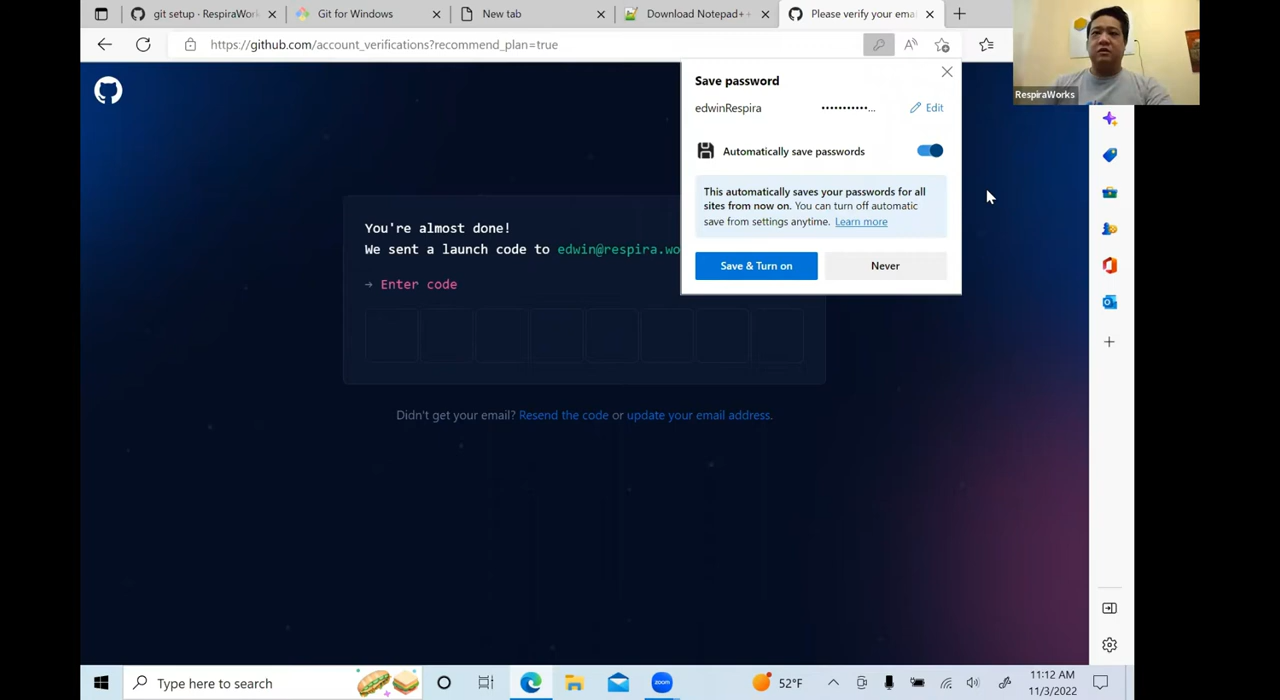 git setup · RespiraWork
Git for Windows
New tab
Download Notepad++
Please verify your emai
https://github.com/account_verifications?recommend_plan=true
RespiraWorks
Save password
edwinRespira
•••••••••••...
Edit
Automatically save passwords
This automatically saves your passwords for all
sites from now on. You can turn off automatic
save from settings anytime. Learn more
Save & Turn on
Never
You're almost done!
We sent a launch code to edwin@respira.wo
→ Enter code
Didn't get your email? Resend the code or update your email address.
Type here to search
zoom
52°F
11:12 AM
11/3/2022